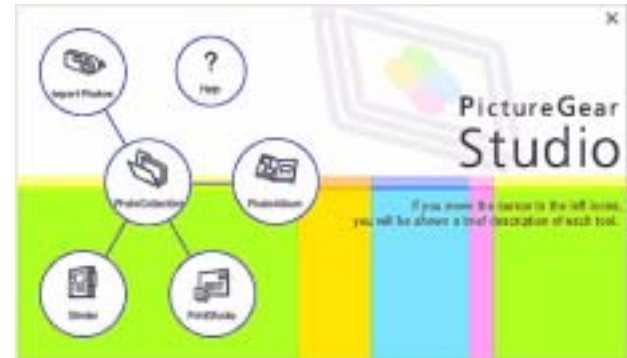 Import Photos
?
Help
PictureGear
Studio
PhotoCollection
PhotoAlbum
If you move the cursor to the left icons,
you will be shown a brief description of each tool.
Binder
PrintStudio